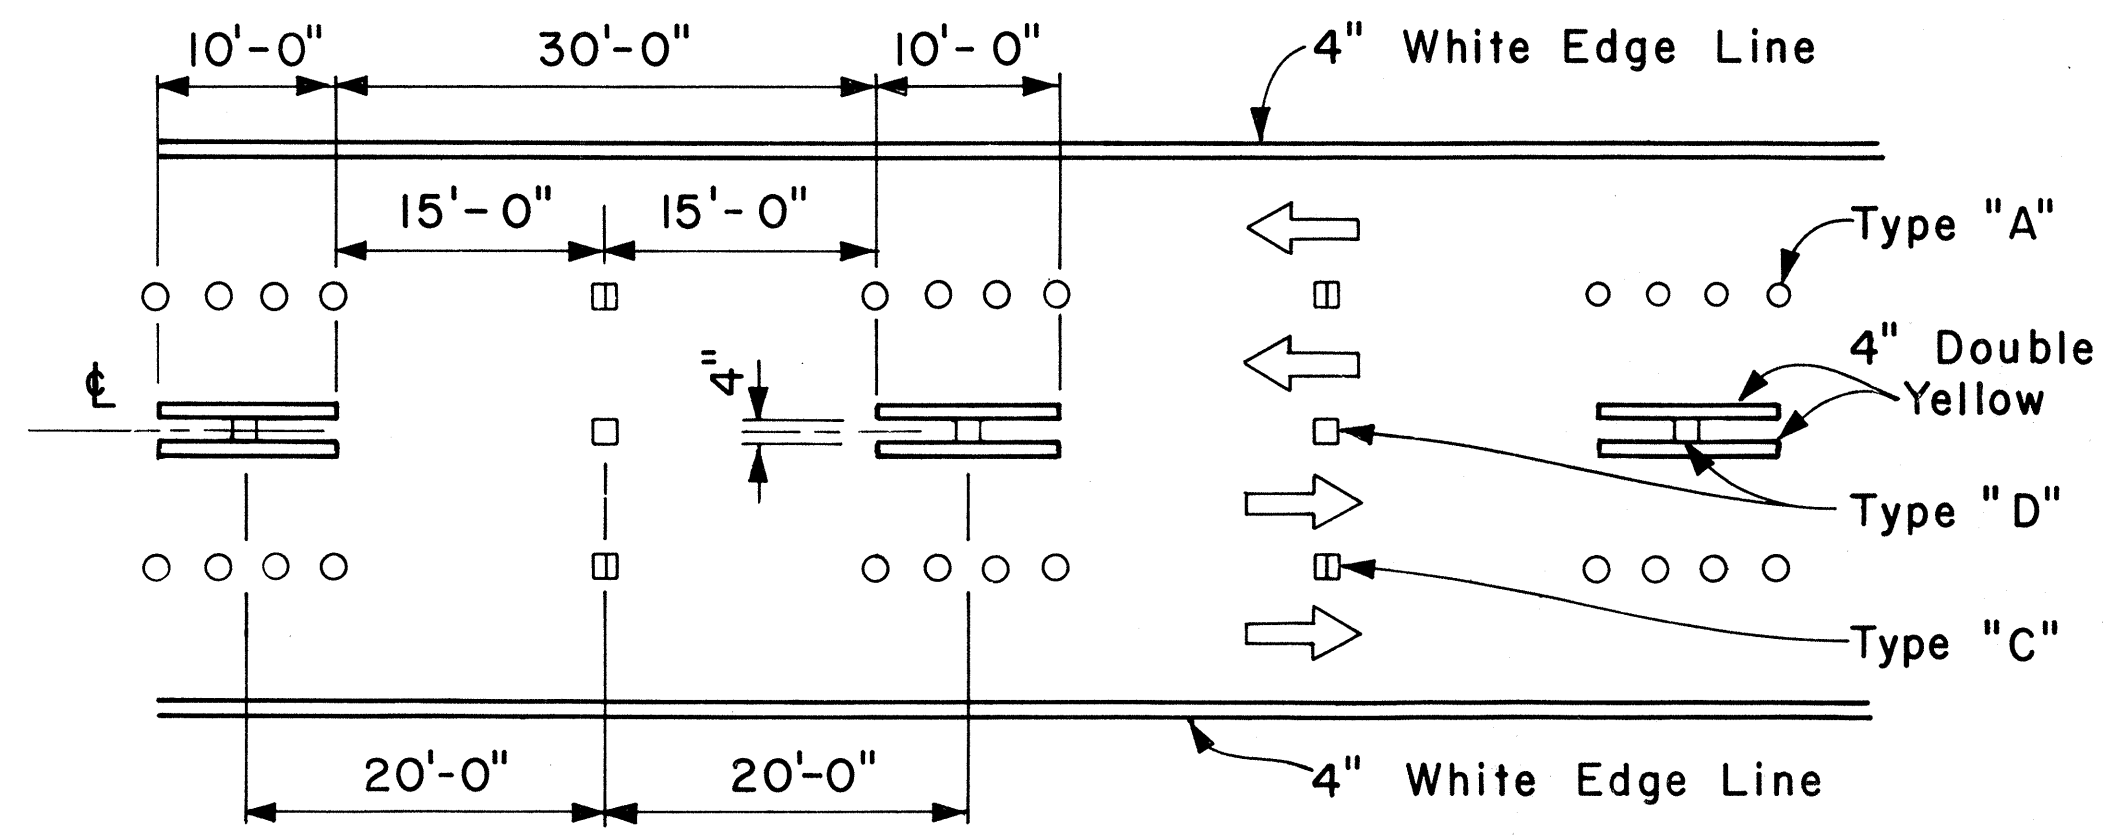 10'-0" 30'-0" 10'-0" 4" White Edge Line
15'-0" 15'-0" Type "A"
4" Double
Yellow
℄ 4"
Type "D"
Type "C"
20'-0" 20'-0" 4" White Edge Line